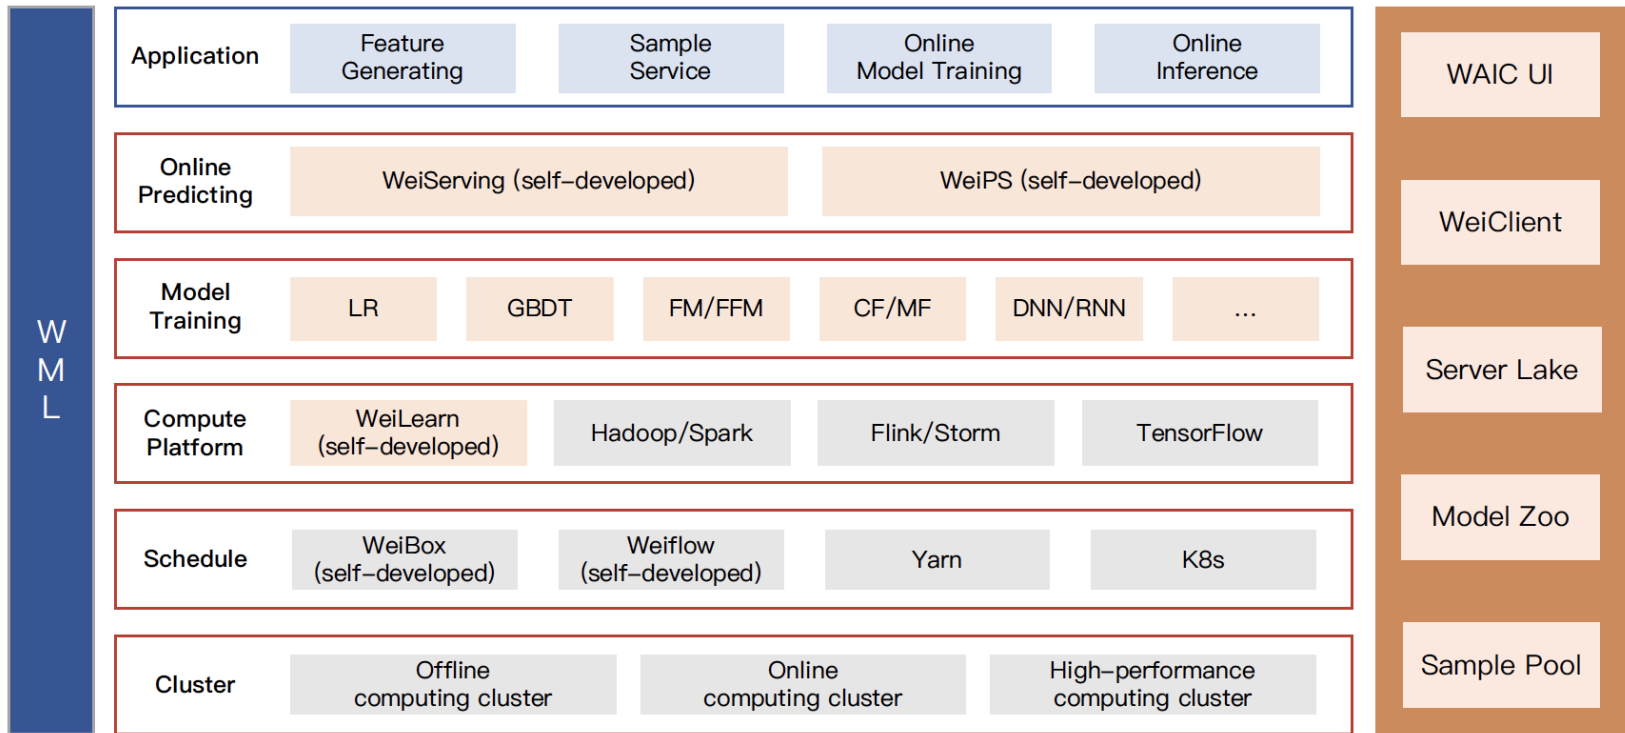 W
M
L
Application
Feature
Generating
Sample
Service
Online
Model Training
Online
Inference
Online
Predicting
WeiServing (self-developed)
WeiPS (self-developed)
Model
Training
LR
GBDT
FM/FFM
CF/MF
DNN/RNN
...
Compute
Platform
WeiLearn
(self-developed)
Hadoop/Spark
Flink/Storm
TensorFlow
Schedule
WeiBox
(self-developed)
Weiflow
(self-developed)
Yarn
K8s
Cluster
Offline
computing cluster
Online
computing cluster
High-performance
computing cluster
WAIC UI
WeiClient
Server Lake
Model Zoo
Sample Pool